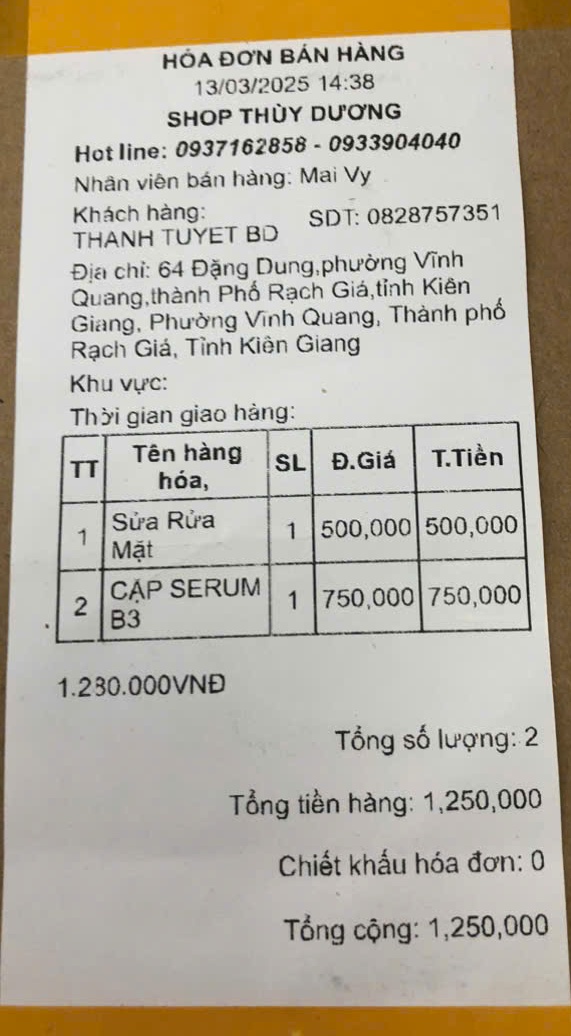 HÓA ĐƠN BÁN HÀNG
13/03/2025 14:38
SHOP THÙY DƯƠNG
Hot line: 0937162858 - 0933904040
Nhân viên bán hàng: Mai Vy
Khách hàng: SDT: 0828757351
THANH TUYET BD
Địa chỉ: 64 Đặng Dung,phường Vĩnh
Quang,thành Phố Rạch Giá,tỉnh Kiên
Giang, Phường Vĩnh Quang, Thành phố
Rạch Giá, Tỉnh Kiên Giang
Khu vực:
Thời gian giao hàng:
TT Tên hàng hóa, SL Đ.Giá T.Tiền
1 Sửa Rửa Mặt 1 500,000 500,000
2 CẶP SERUM B3 1 750,000 750,000
1.230.000VNĐ
Tổng số lượng: 2
Tổng tiền hàng: 1,250,000
Chiết khấu hóa đơn: 0
Tổng cộng: 1,250,000